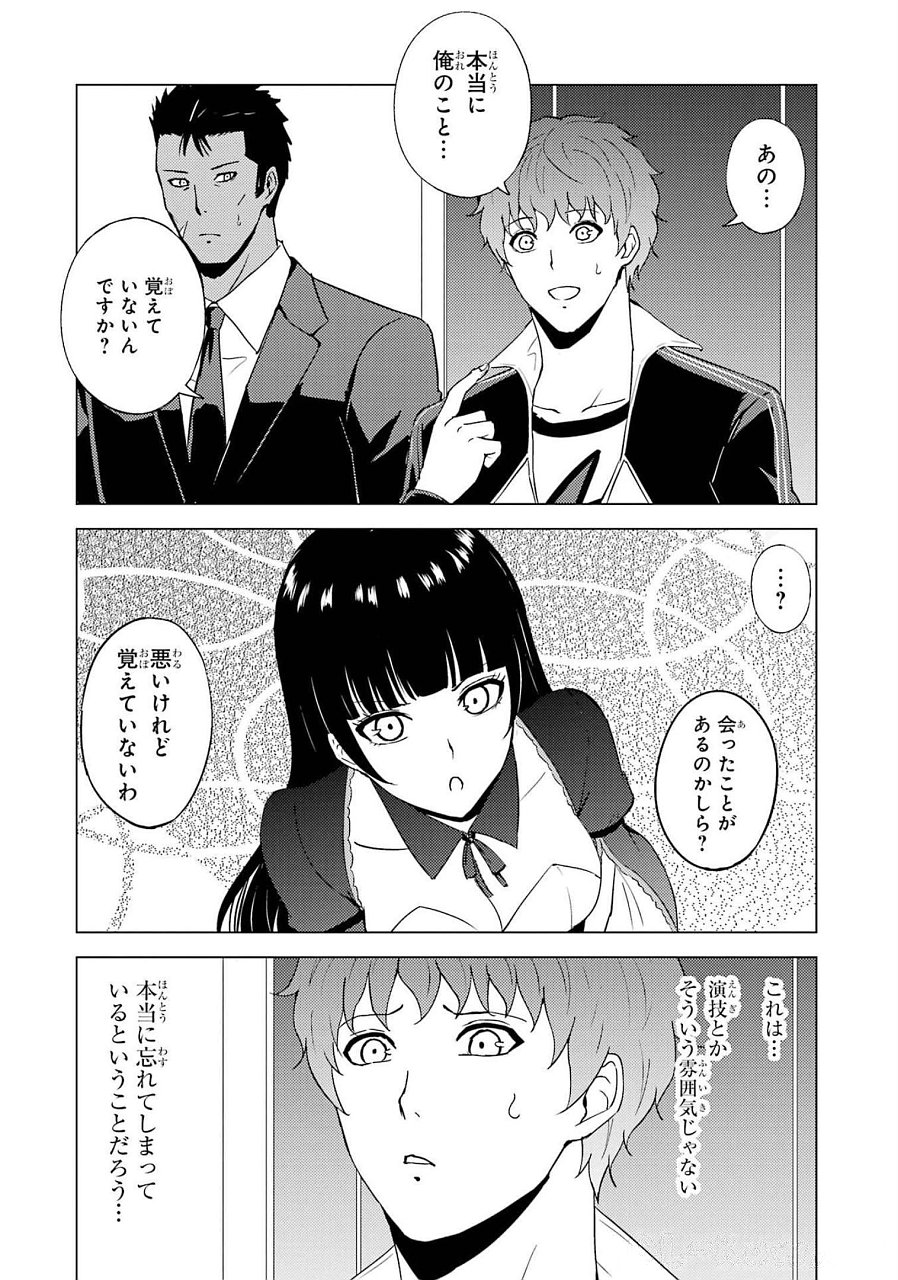 あの…
本当に
俺のこと…
覚えて
いないん
ですか?
…?
会ったことが
あるのかしら?
悪いけれど
覚えていないわ
これは…
演技とか
そういう雰囲気じゃない
本当に忘れてしまって
いるということだろう…